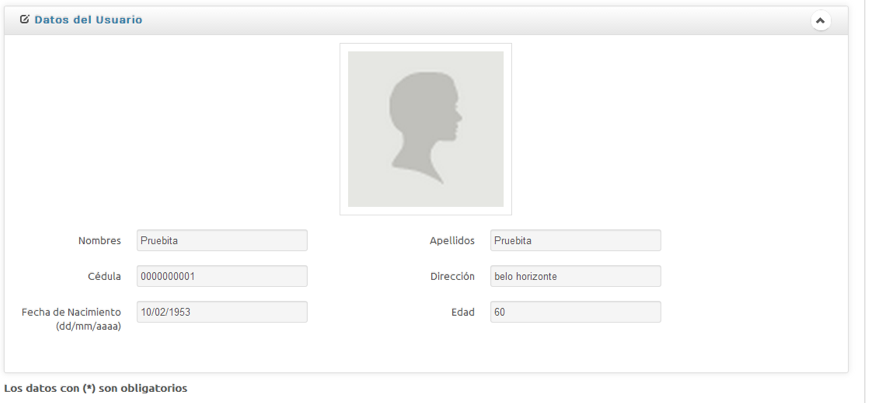 Datos del Usuario
Nombres Pruebita Apellidos Pruebita
Cédula 0000000001 Dirección belo horizonte
Fecha de Nacimiento 10/02/1953 Edad 60
(dd/mm/aaaa)
Los datos con (*) son obligatorios